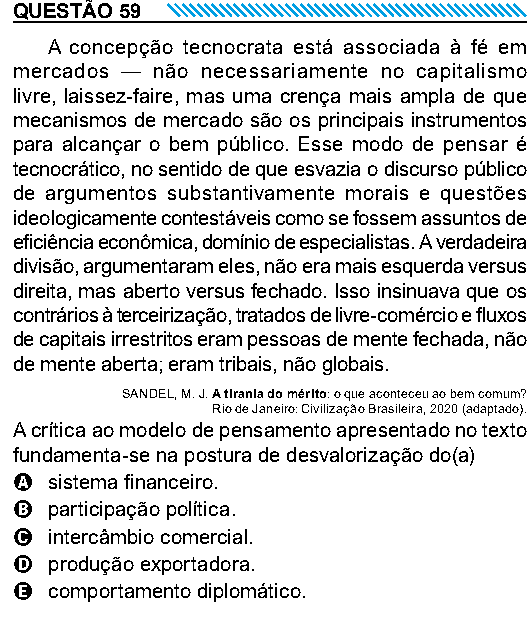 QUESTÃO 59
A concepção tecnocrata está associada à fé em
mercados — não necessariamente no capitalismo
livre, laissez-faire, mas uma crença mais ampla de que
mecanismos de mercado são os principais instrumentos
para alcançar o bem público. Esse modo de pensar é
tecnocrático, no sentido de que esvazia o discurso público
de argumentos substantivamente morais e questões
ideologicamente contestáveis como se fossem assuntos de
eficiência econômica, domínio de especialistas. A verdadeira
divisão, argumentaram eles, não era mais esquerda versus
direita, mas aberto versus fechado. Isso insinuava que os
contrários à terceirização, tratados de livre-comércio e fluxos
de capitais irrestritos eram pessoas de mente fechada, não
de mente aberta; eram tribais, não globais.
SANDEL, M. J. A tirania do mérito: o que aconteceu ao bem comum?
Rio de Janeiro: Civilização Brasileira, 2020 (adaptado).
A crítica ao modelo de pensamento apresentado no texto
fundamenta-se na postura de desvalorização do(a)
A sistema financeiro.
B participação política.
C intercâmbio comercial.
D produção exportadora.
E comportamento diplomático.